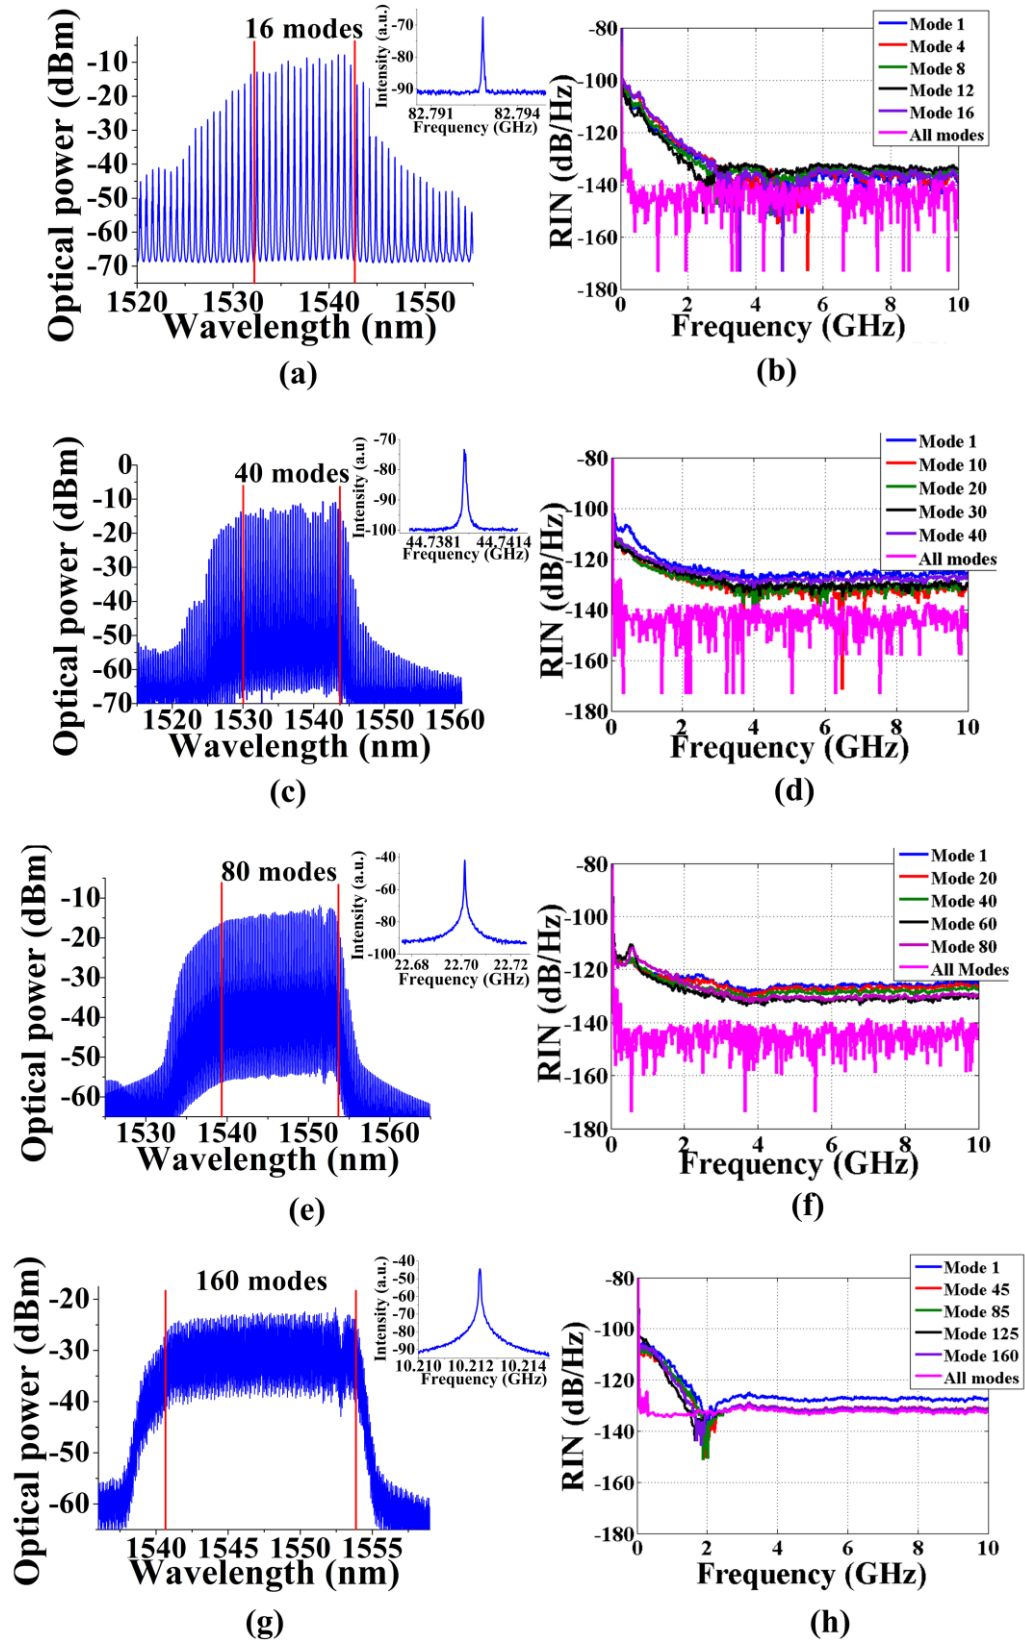 16 modes
Optical power (dBm)
-10
-20
-30
-40
-50
-60
-70
1520 1530 1540 1550
Wavelength (nm)
Intensity (a.u.)
-70
-80
-90
82.791 82.794
Frequency (GHz)
(a)
RIN (dB/Hz)
-80
-100
-120
-140
-160
-180
0 2 4 6 8 10
Frequency (GHz)
Mode 1
Mode 4
Mode 8
Mode 12
Mode 16
All modes
(b)
40 modes
Optical power (dBm)
0
-10
-20
-30
-40
-50
-60
-70
1520 1530 1540 1550 1560
Wavelength (nm)
Intensity (a.u)
-70
-80
-90
-100
44.7381 44.7414
Frequency (GHz)
(c)
RIN (dB/Hz)
-80
-100
-120
-140
-160
-180
0 2 4 6 8 10
Frequency (GHz)
Mode 1
Mode 10
Mode 20
Mode 30
Mode 40
All modes
(d)
80 modes
Optical power (dBm)
-10
-20
-30
-40
-50
-60
1530 1540 1550 1560
Wavelength (nm)
Intensity (a.u.)
-40
-60
-80
-100
22.68 22.70 22.72
Frequency (GHz)
(e)
RIN (dB/Hz)
-80
-100
-120
-140
-160
-180
0 2 4 6 8 10
Frequency (GHz)
Mode 1
Mode 20
Mode 40
Mode 60
Mode 80
All Modes
(f)
160 modes
Optical power (dBm)
-20
-30
-40
-50
-60
1540 1545 1550 1555
Wavelength (nm)
Intensity (a.u.)
-40
-50
-60
-70
-80
-90
10.210 10.212 10.214
Frequency (GHz)
(g)
RIN (dB/Hz)
-80
-100
-120
-140
-160
-180
0 2 4 6 8 10
Frequency (GHz)
Mode 1
Mode 45
Mode 85
Mode 125
Mode 160
All modes
(h)